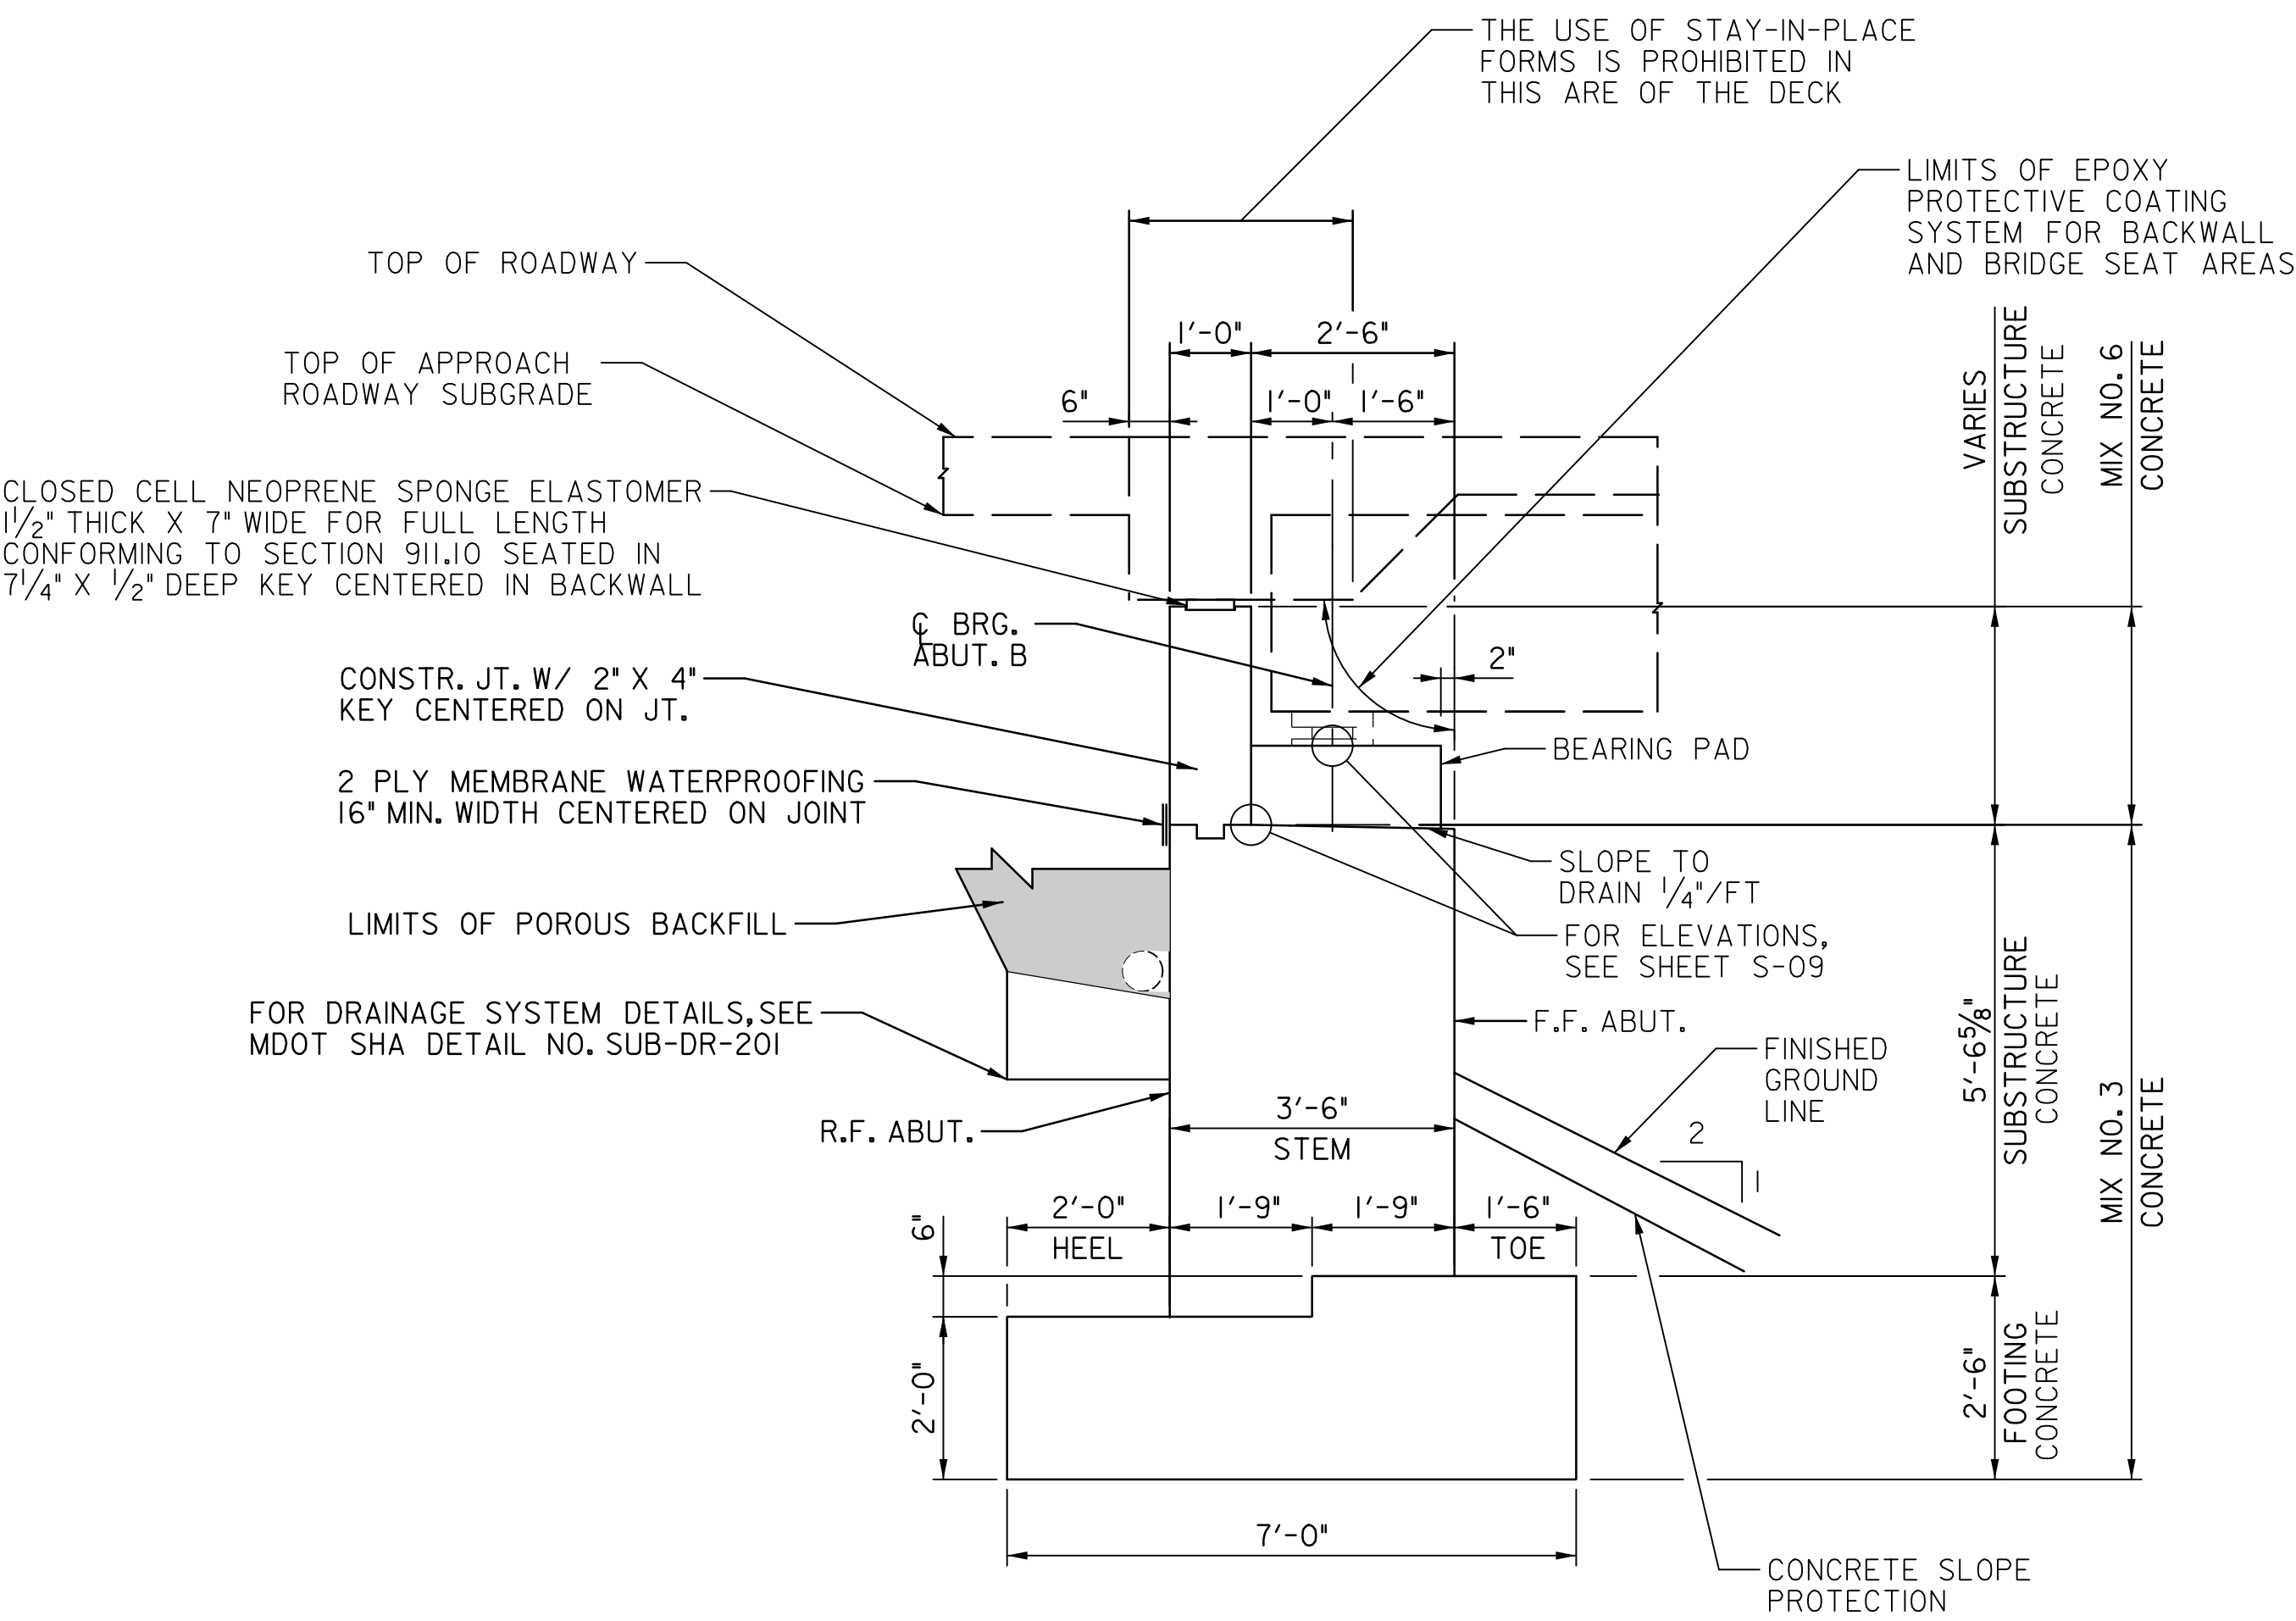 THE USE OF STAY-IN-PLACE
FORMS IS PROHIBITED IN
THIS ARE OF THE DECK
LIMITS OF EPOXY
PROTECTIVE COATING
SYSTEM FOR BACKWALL
AND BRIDGE SEAT AREAS
TOP OF ROADWAY
TOP OF APPROACH
ROADWAY SUBGRADE
1'-0"
2'-6"
6"
1'-0"
1'-6"
VARIES
SUBSTRUCTURE
CONCRETE
MIX NO. 6
CONCRETE
CLOSED CELL NEOPRENE SPONGE ELASTOMER
1 1/2" THICK X 7" WIDE FOR FULL LENGTH
CONFORMING TO SECTION 911.10 SEATED IN
7 1/4" X 1/2" DEEP KEY CENTERED IN BACKWALL
℄ BRG.
ABUT. B
2"
CONSTR. JT. W/ 2" X 4"
KEY CENTERED ON JT.
BEARING PAD
2 PLY MEMBRANE WATERPROOFING
16" MIN. WIDTH CENTERED ON JOINT
SLOPE TO
DRAIN 1/4"/FT
LIMITS OF POROUS BACKFILL
FOR ELEVATIONS,
SEE SHEET S-09
FOR DRAINAGE SYSTEM DETAILS, SEE
MDOT SHA DETAIL NO. SUB-DR-201
F.F. ABUT.
FINISHED
GROUND
LINE
5'-6 5/8"
SUBSTRUCTURE
CONCRETE
MIX NO. 3
CONCRETE
R.F. ABUT.
3'-6"
STEM
2
1
2'-0"
HEEL
1'-9"
1'-9"
1'-6"
TOE
6"
2'-0"
2'-6"
FOOTING
CONCRETE
7'-0"
CONCRETE SLOPE
PROTECTION